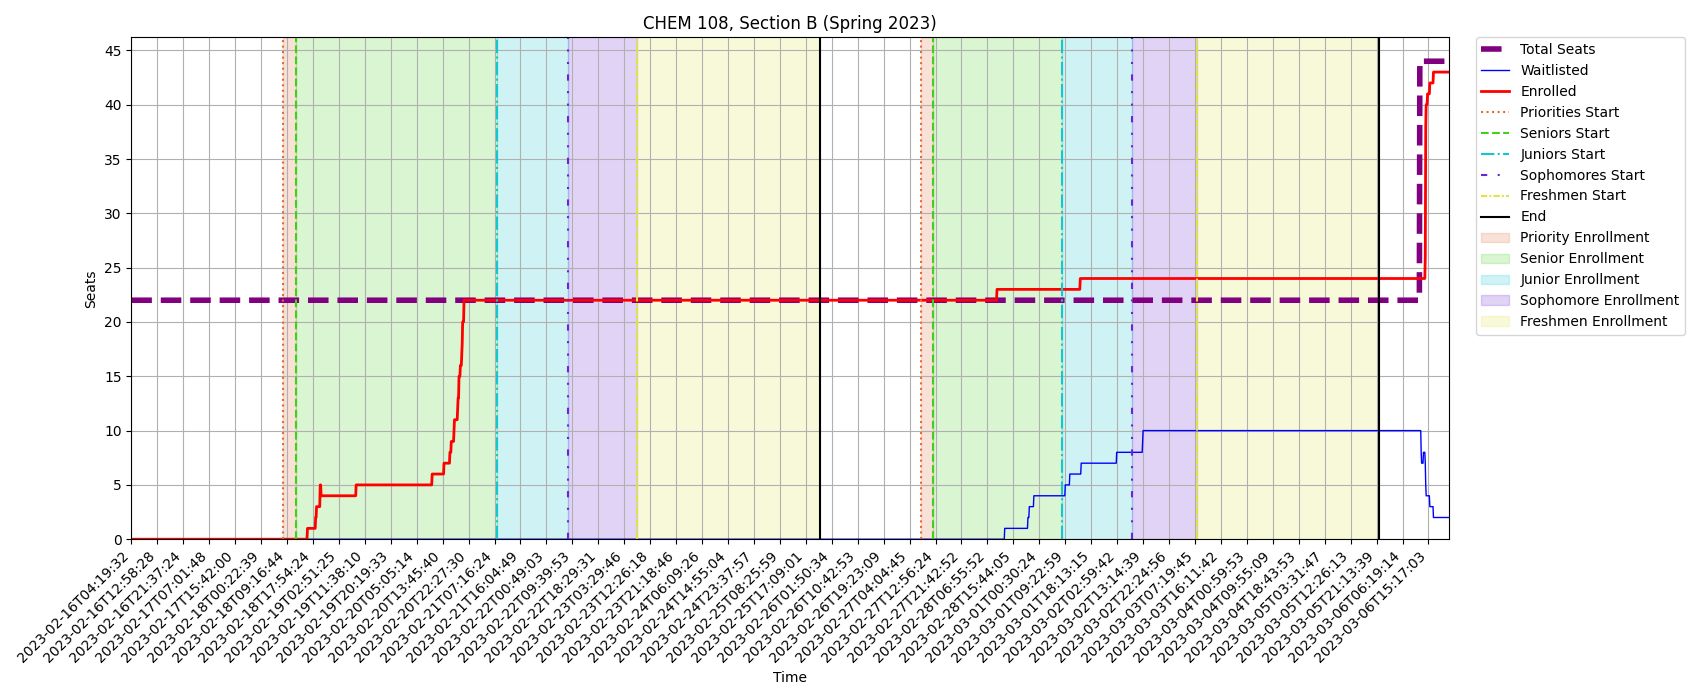 CHEM 108, Section B (Spring 2023)
Seats
45
40
35
30
25
20
15
10
5
0
2023-02-16T04:19:32
2023-02-16T12:58:28
2023-02-16T21:37:24
2023-02-17T07:01:48
2023-02-17T15:42:00
2023-02-18T00:22:39
2023-02-18T09:16:44
2023-02-18T17:54:24
2023-02-19T02:51:25
2023-02-19T11:38:10
2023-02-19T20:19:33
2023-02-20T05:05:14
2023-02-20T13:45:40
2023-02-20T22:27:30
2023-02-21T07:16:24
2023-02-21T16:04:49
2023-02-22T00:49:03
2023-02-22T09:39:53
2023-02-22T18:29:31
2023-02-23T03:29:46
2023-02-23T12:26:18
2023-02-23T21:18:46
2023-02-24T06:09:26
2023-02-24T14:55:04
2023-02-24T23:37:57
2023-02-25T08:25:59
2023-02-25T17:09:01
2023-02-26T01:50:34
2023-02-26T10:42:53
2023-02-26T19:23:09
2023-02-27T04:04:45
2023-02-27T12:56:24
2023-02-27T21:42:52
2023-02-28T06:55:52
2023-02-28T15:44:05
2023-03-01T00:30:24
2023-03-01T09:22:59
2023-03-01T18:13:15
2023-03-02T02:59:42
2023-03-02T13:14:39
2023-03-02T22:24:56
2023-03-03T07:19:45
2023-03-03T16:11:42
2023-03-04T00:59:53
2023-03-04T09:55:09
2023-03-04T18:43:53
2023-03-05T03:31:47
2023-03-05T12:26:13
2023-03-05T21:13:39
2023-03-06T06:19:14
2023-03-06T15:17:03
Time
Total Seats
Waitlisted
Enrolled
Priorities Start
Seniors Start
Juniors Start
Sophomores Start
Freshmen Start
End
Priority Enrollment
Senior Enrollment
Junior Enrollment
Sophomore Enrollment
Freshmen Enrollment